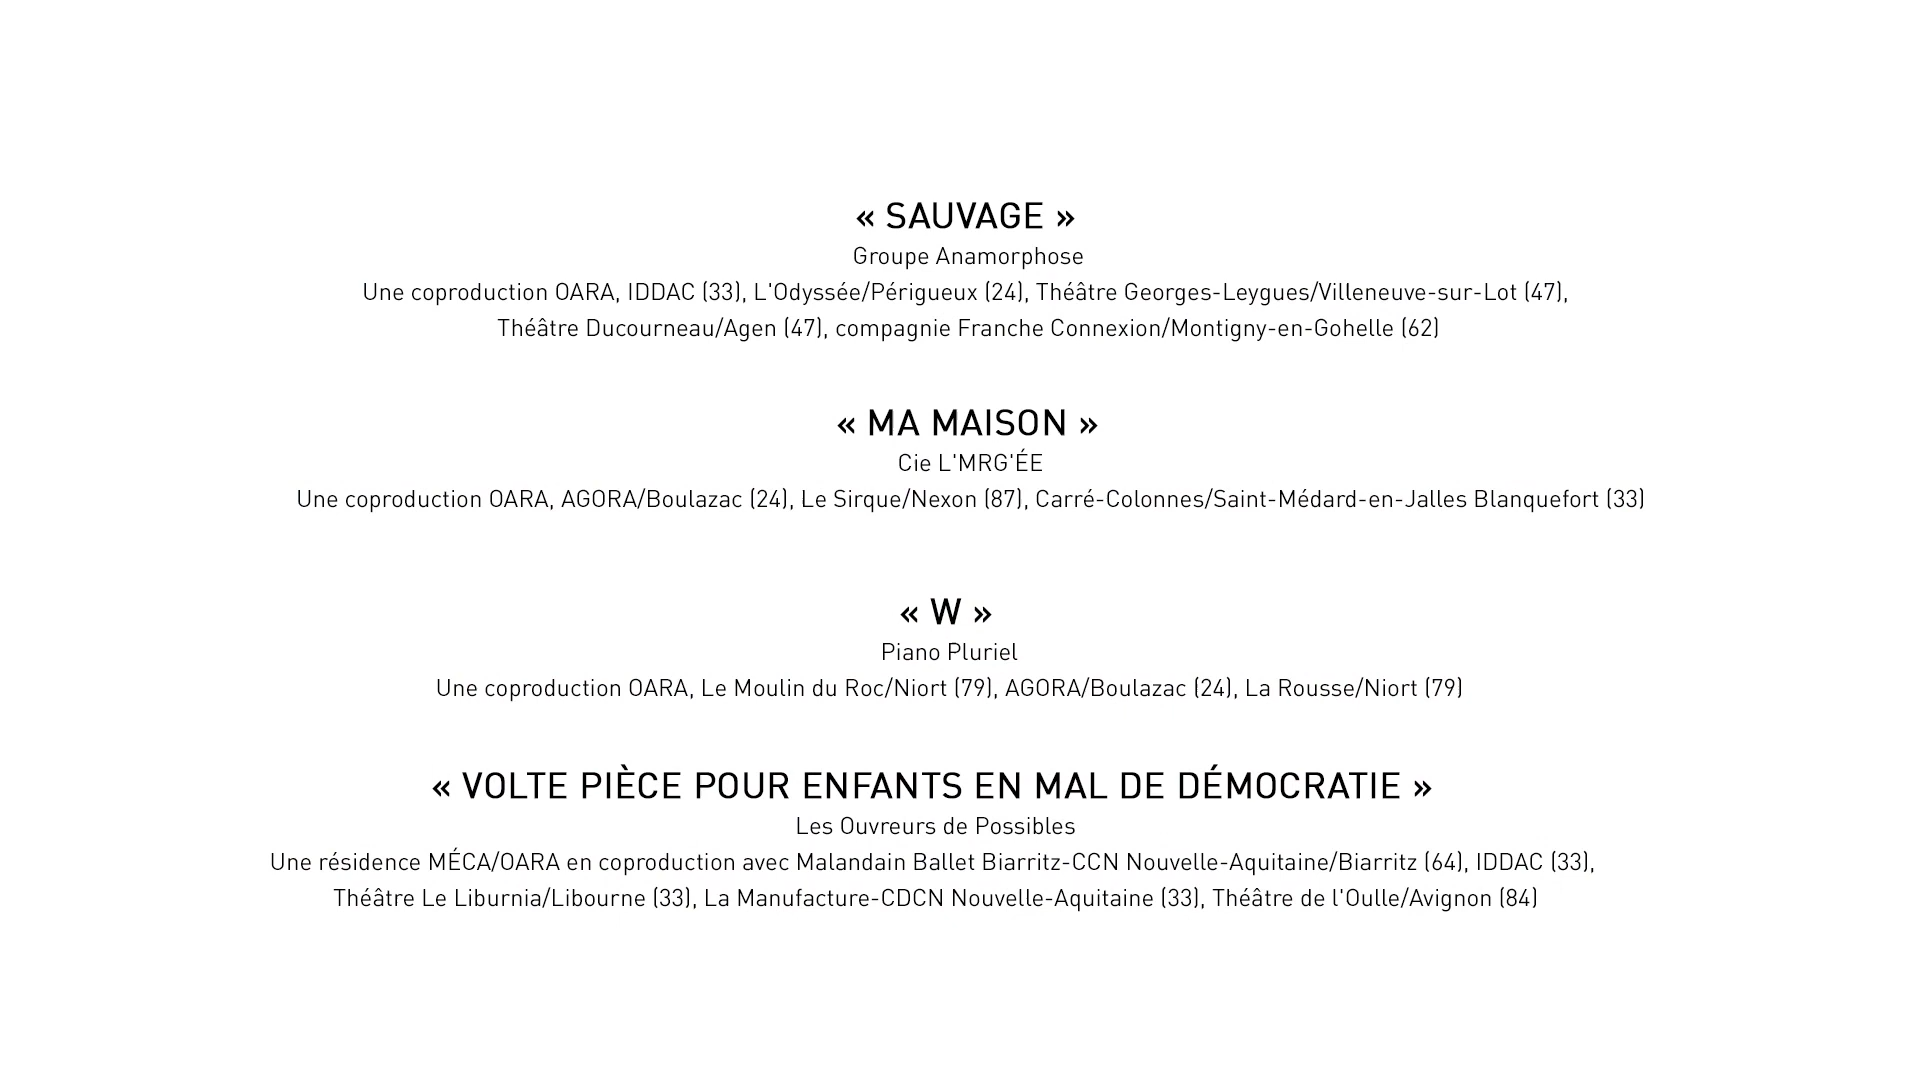 « SAUVAGE »
Groupe Anamorphose
Une coproduction OARA, IDDAC (33), L'Odyssée/Périgueux (24), Théâtre Georges-Leygues/Villeneuve-sur-Lot (47),
Théâtre Ducourneau/Agen (47), compagnie Franche Connexion/Montigny-en-Gohelle (62)
« MA MAISON »
Cie L'MRG'ÉE
Une coproduction OARA, AGORA/Boulazac (24), Le Sirque/Nexon (87), Carré-Colonnes/Saint-Médard-en-Jalles Blanquefort (33)
« W »
Piano Pluriel
Une coproduction OARA, Le Moulin du Roc/Niort (79), AGORA/Boulazac (24), La Rousse/Niort (79)
« VOLTE PIÈCE POUR ENFANTS EN MAL DE DÉMOCRATIE »
Les Ouvreurs de Possibles
Une résidence MÉCA/OARA en coproduction avec Malandain Ballet Biarritz-CCN Nouvelle-Aquitaine/Biarritz (64), IDDAC (33),
Théâtre Le Liburnia/Libourne (33), La Manufacture-CDCN Nouvelle-Aquitaine (33), Théâtre de l'Oulle/Avignon (84)